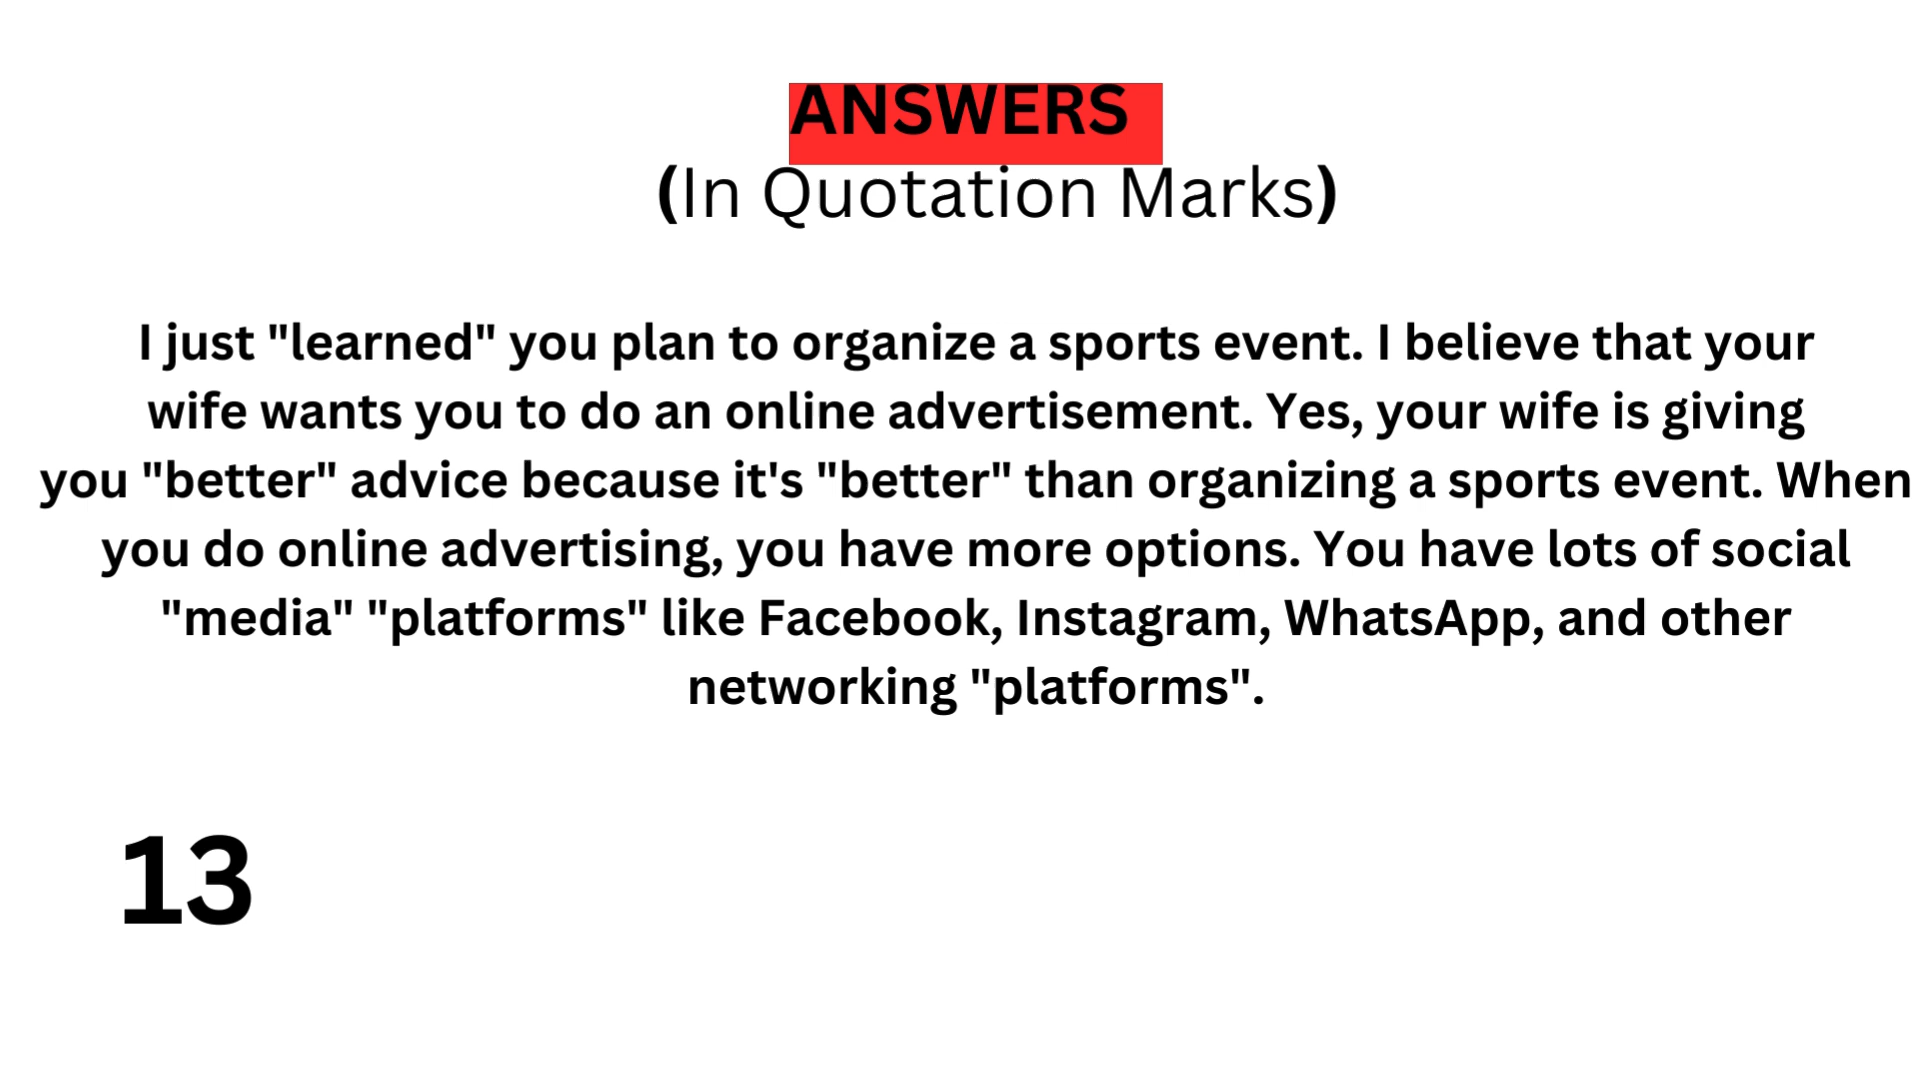 ANSWERS
(In Quotation Marks)
I just "learned" you plan to organize a sports event. I believe that your
wife wants you to do an online advertisement. Yes, your wife is giving
you "better" advice because it's "better" than organizing a sports event. When
you do online advertising, you have more options. You have lots of social
"media" "platforms" like Facebook, Instagram, WhatsApp, and other
networking "platforms".
13